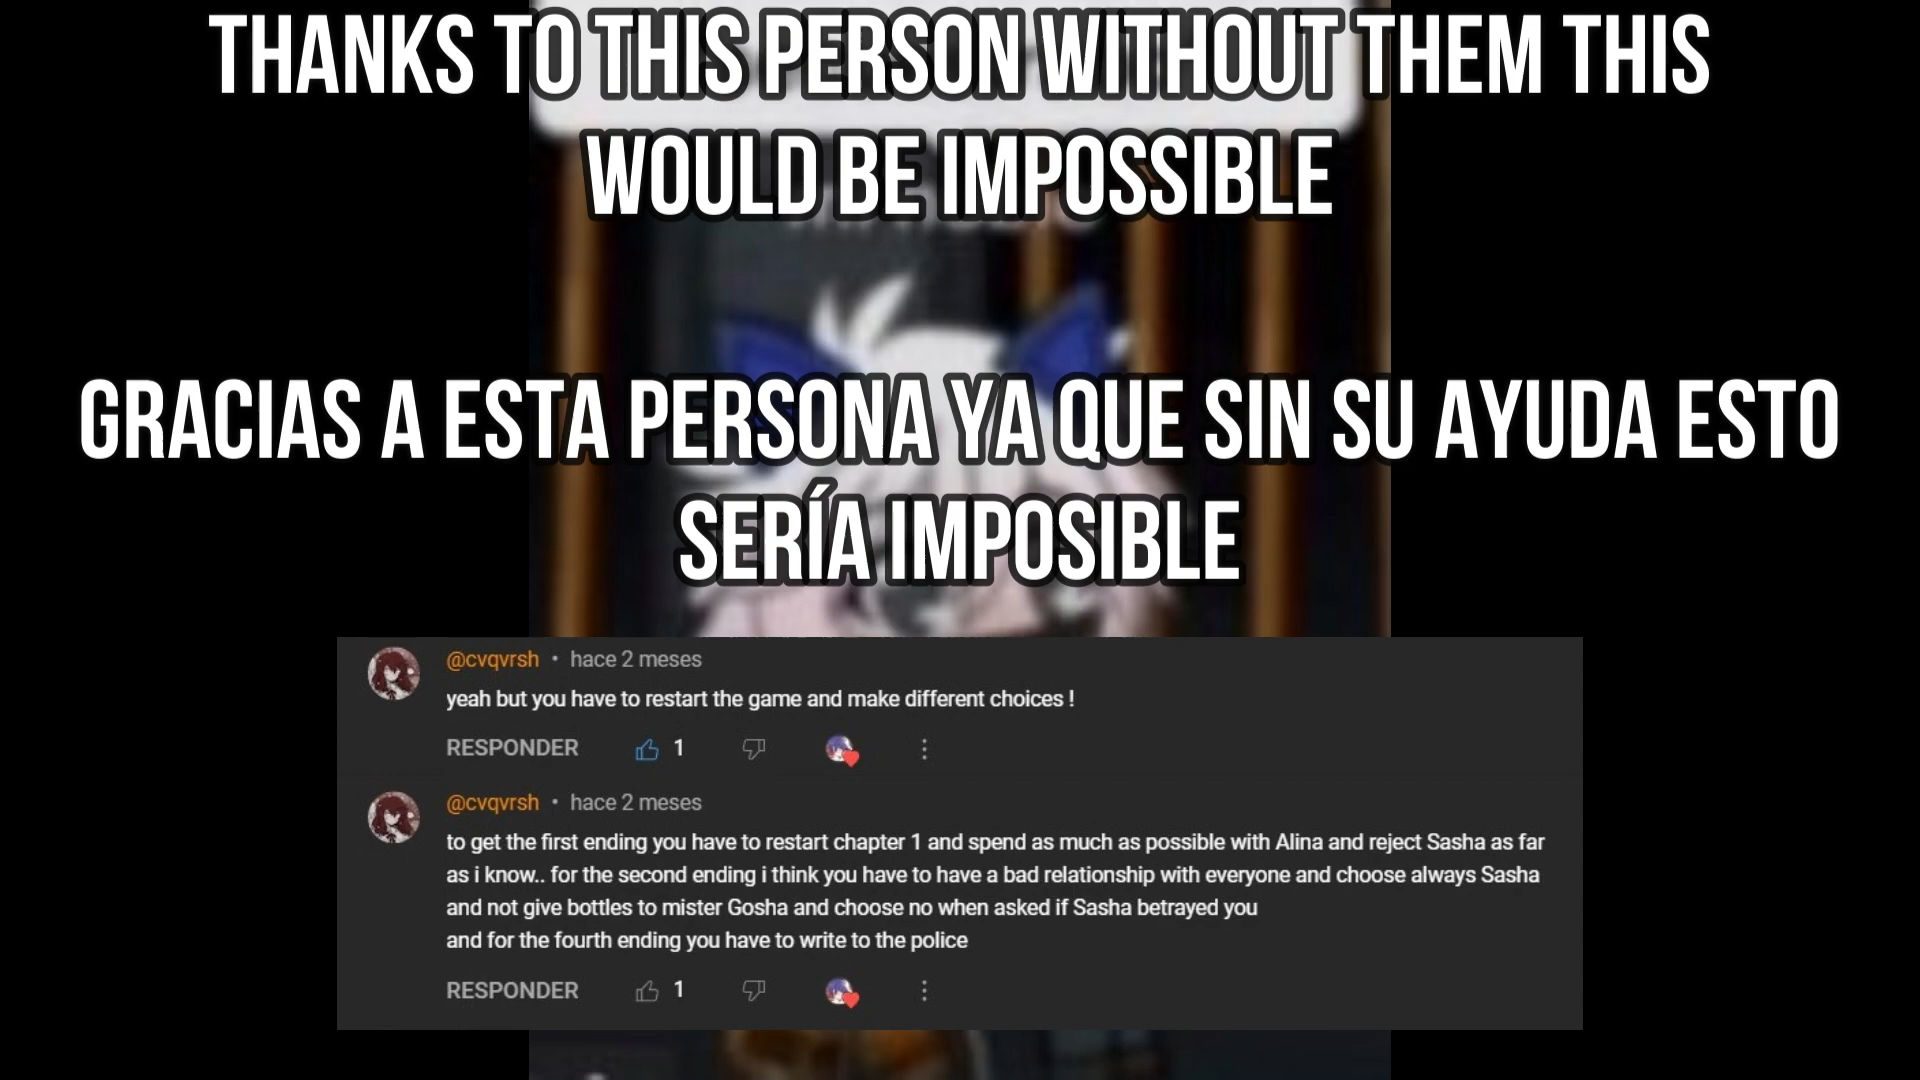 THANKS TO THIS PERSON WITHOUT THEM THIS
WOULD BE IMPOSSIBLE
GRACIAS A ESTA PERSONA YA QUE SIN SU AYUDA ESTO
SERÍA IMPOSIBLE
@cvqvrsh • hace 2 meses
yeah but you have to restart the game and make different choices !
RESPONDER 1
@cvqvrsh • hace 2 meses
to get the first ending you have to restart chapter 1 and spend as much as possible with Alina and reject Sasha as far
as i know.. for the second ending i think you have to have a bad relationship with everyone and choose always Sasha
and not give bottles to mister Gosha and choose no when asked if Sasha betrayed you
and for the fourth ending you have to write to the police
RESPONDER 1